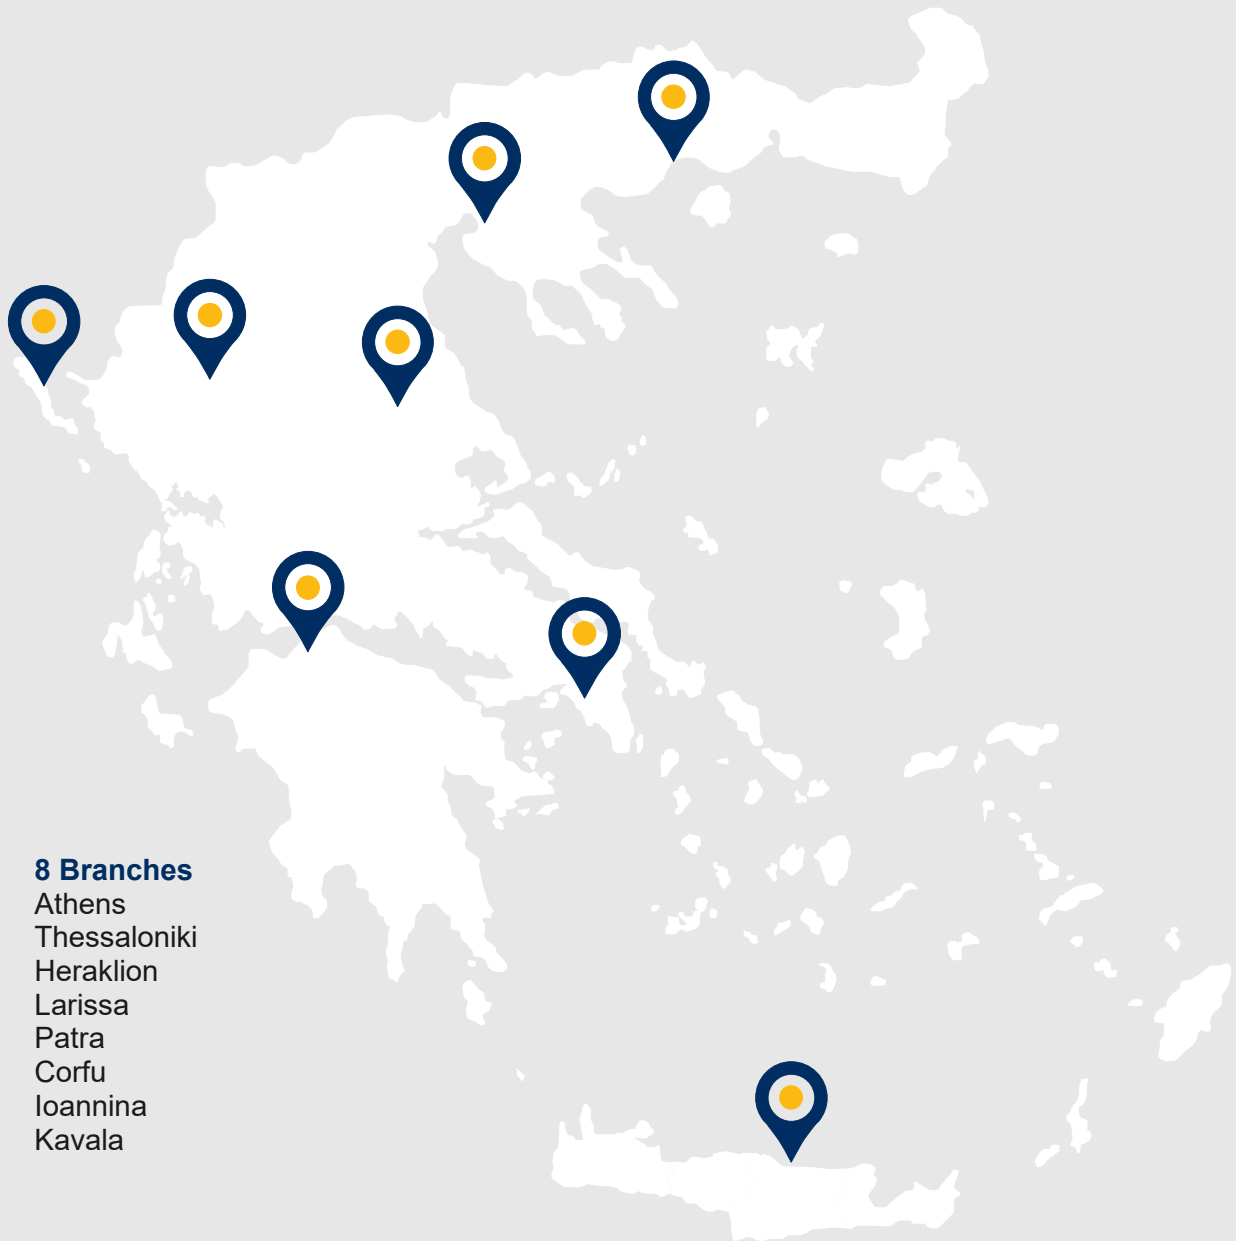 8 Branches
Athens
Thessaloniki
Heraklion
Larissa
Patra
Corfu
Ioannina
Kavala